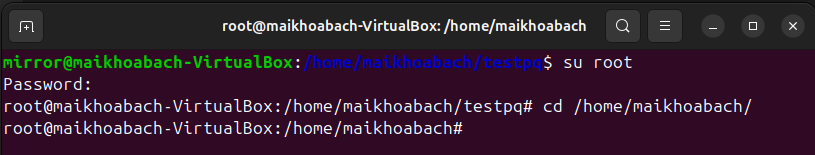 root@maikhoabach-VirtualBox: /home/maikhoabach
mirror@maikhoabach-VirtualBox:/home/maikhoabach/testpq$ su root
Password:
root@maikhoabach-VirtualBox:/home/maikhoabach/testpq# cd /home/maikhoabach/
root@maikhoabach-VirtualBox:/home/maikhoabach#